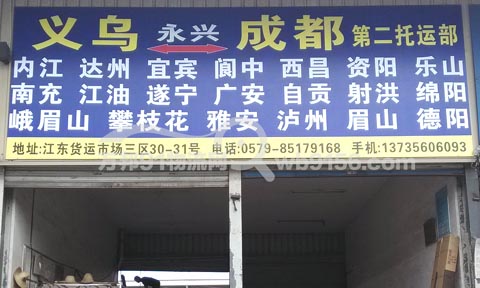 义乌 永兴 成都 第二托运部
内江 达州 宜宾 阆中 西昌 资阳 乐山
南充 江油 遂宁 广安 自贡 射洪 绵阳
峨眉山 攀枝花 雅安 泸州 眉山 德阳
地址:江东货运市场三区30-31号 电话:0579-85179168 手机:13735606093